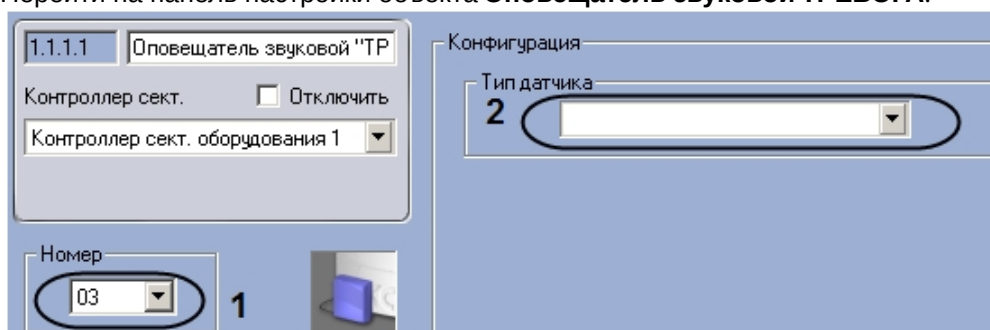 1.1.1.1 Оповещатель звуковой "ТР
Контроллер сект. Отключить
Контроллер сект. оборудования 1
Номер
03 1
Конфигурация
Тип датчика
2